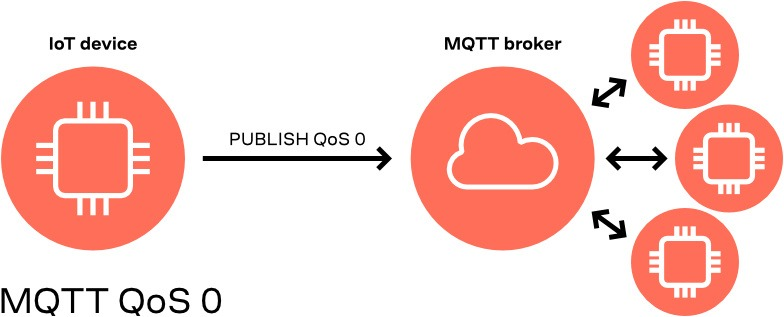 IoT device
MQTT broker
PUBLISH QoS 0
MQTT QoS 0